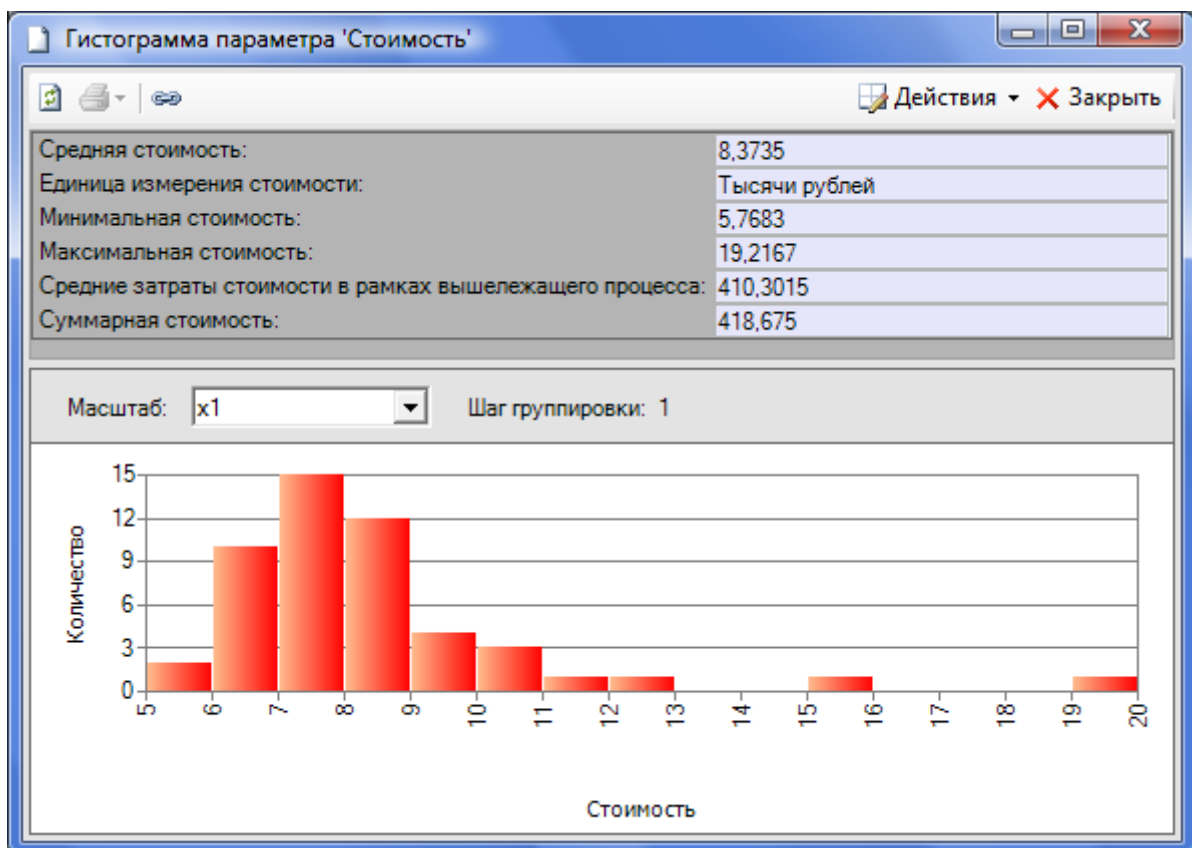 Гистограмма параметра 'Стоимость'
Действия Закрыть
Средняя стоимость: 8,3735
Единица измерения стоимости: Тысячи рублей
Минимальная стоимость: 5,7683
Максимальная стоимость: 19,2167
Средние затраты стоимости в рамках вышележащего процесса: 410,3015
Суммарная стоимость: 418,675
Масштаб: x1 Шаг группировки: 1
Количество
15
12
9
6
3
0
5 6 7 8 9 10 11 12 13 14 15 16 17 18 19 20
Стоимость